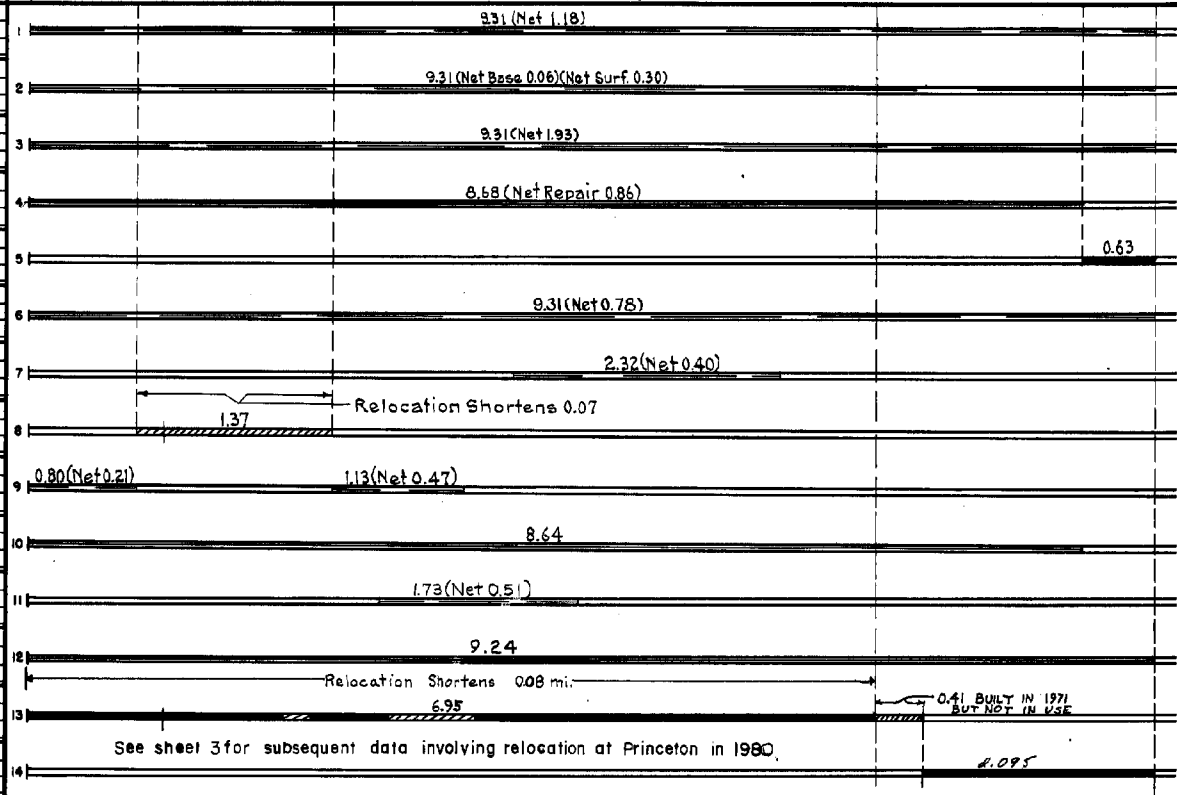 1 9.31 (Net 1.18)
2 9.31 (Net Base 0.06)(Net Surf. 0.30)
3 9.31 (Net 1.93)
4 8.68 (Net Repair 0.86)
5 0.63
6 9.31 (Net 0.78)
7 2.32 (Net 0.40)
Relocation Shortens 0.07
8 1.37
9 0.80 (Net 0.21) 1.13 (Net 0.47)
10 8.64
11 1.73 (Net 0.51)
12 9.24
Relocation Shortens 0.08 mi.
13 6.95 0.41 BUILT IN 1971
BUT NOT IN USE
See sheet 3 for subsequent data involving relocation at Princeton in 1980.
14 2.095